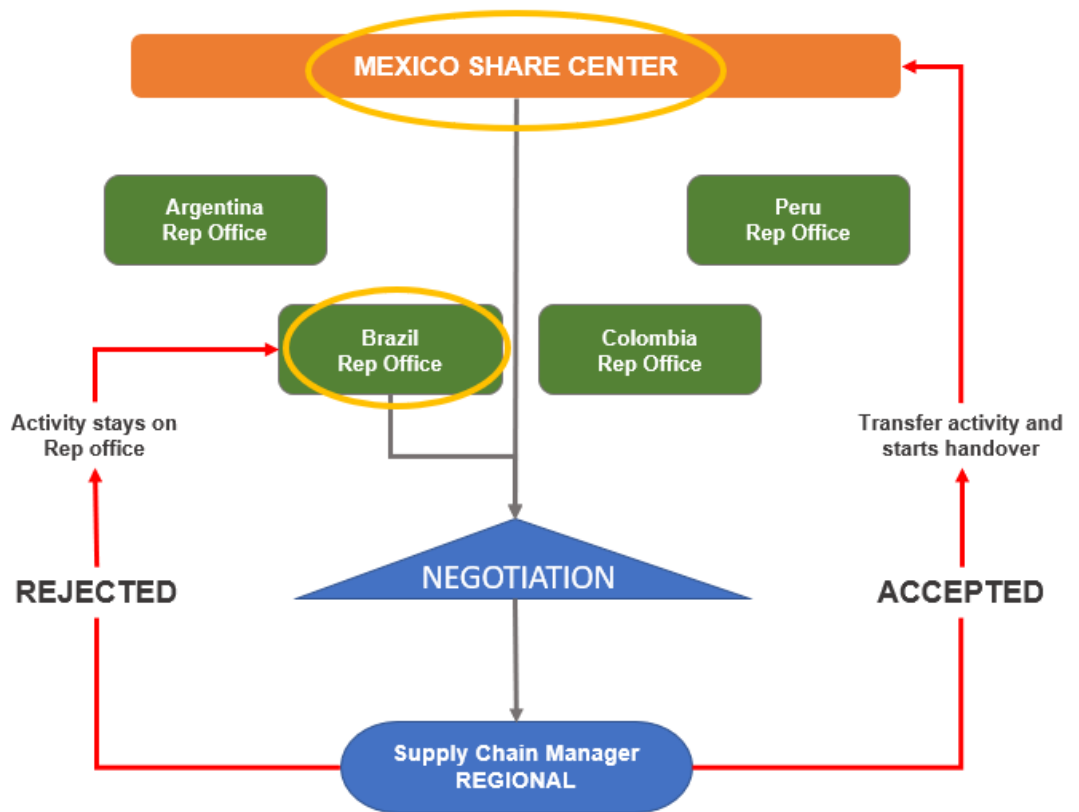 MEXICO SHARE CENTER
Argentina
Rep Office
Peru
Rep Office
Brazil
Rep Office
Colombia
Rep Office
Activity stays on
Rep office
Transfer activity and
starts handover
NEGOTIATION
REJECTED
ACCEPTED
Supply Chain Manager
REGIONAL